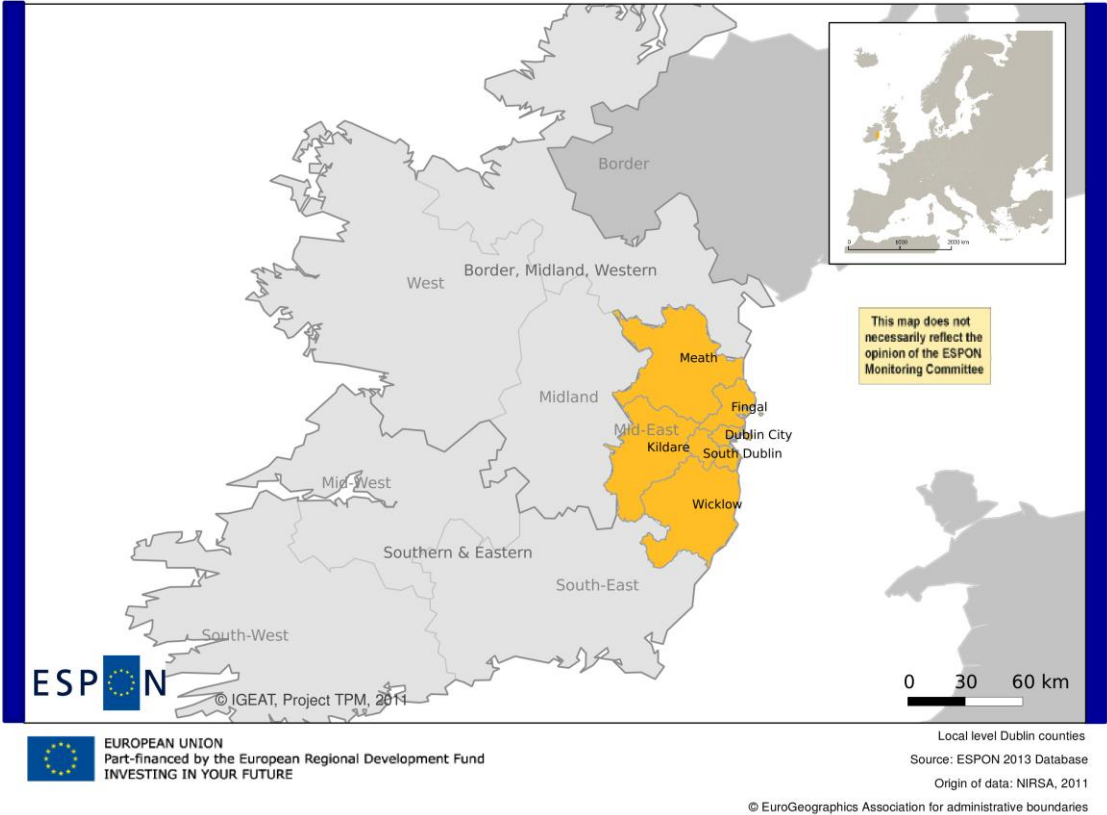 Border
0 1000 2000 km
Border, Midland, Western
West
This map does not
necessarily reflect the
opinion of the ESPON
Monitoring Committee
Meath
Midland
Fingal
Mid-East
Dublin City
Kildare
South Dublin
Mid-West
Wicklow
Southern & Eastern
South-East
South-West
ESPON
© IGEAT, Project TPM, 2011
0 30 60 km
EUROPEAN UNION
Part-financed by the European Regional Development Fund
INVESTING IN YOUR FUTURE
Local level Dublin counties
Source: ESPON 2013 Database
Origin of data: NIRSA, 2011
© EuroGeographics Association for administrative boundaries